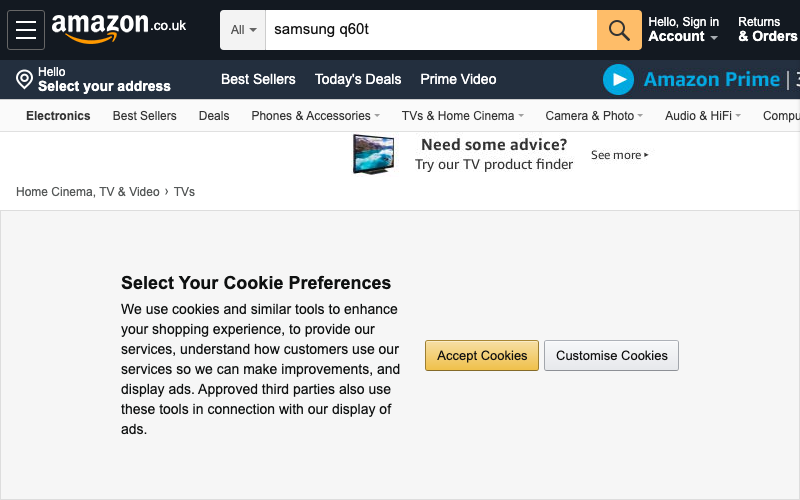 amazon.co.uk
All
samsung q60t
Hello, Sign in
Account
Returns
& Orders
Hello
Select your address
Best Sellers
Today's Deals
Prime Video
Amazon Prime | 3
Electronics
Best Sellers
Deals
Phones & Accessories
TVs & Home Cinema
Camera & Photo
Audio & HiFi
Compu
Need some advice?
Try our TV product finder
See more
Home Cinema, TV & Video › TVs
Select Your Cookie Preferences
We use cookies and similar tools to enhance
your shopping experience, to provide our
services, understand how customers use our
services so we can make improvements, and
display ads. Approved third parties also use
these tools in connection with our display of
ads.
Accept Cookies
Customise Cookies